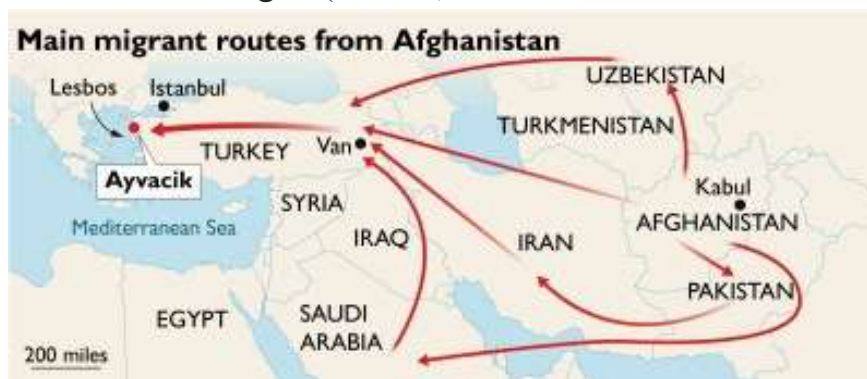 Main migrant routes from Afghanistan
Lesbos
Istanbul
UZBEKISTAN
TURKMENISTAN
TURKEY
Van
Ayvacik
Kabul
SYRIA
AFGHANISTAN
Mediterranean Sea
IRAQ
IRAN
PAKISTAN
EGYPT
SAUDI
ARABIA
200 miles